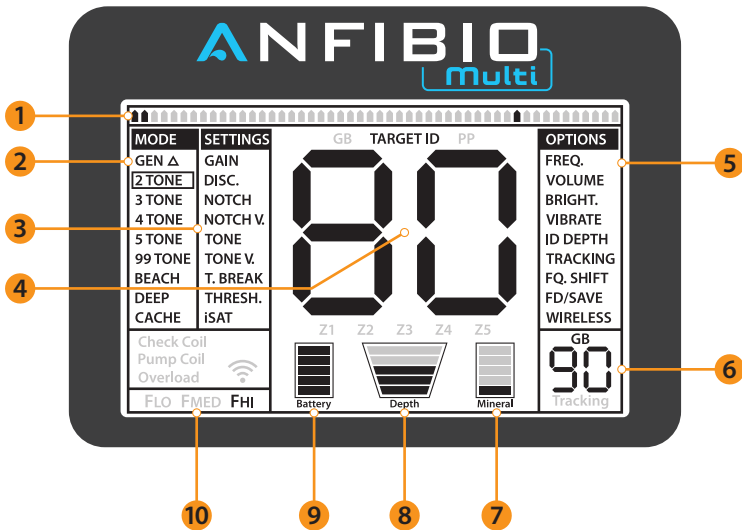 ANFIBIO
multi
1
MODE
SETTINGS
GB
TARGET ID
PP
OPTIONS
2
GEN Δ
2 TONE
3 TONE
4 TONE
5 TONE
99 TONE
BEACH
DEEP
CACHE
3
GAIN
DISC.
NOTCH
NOTCH V.
TONE
TONE V.
T. BREAK
THRESH.
iSAT
4
80
5
FREQ.
VOLUME
BRIGHT.
VIBRATE
ID DEPTH
TRACKING
FQ. SHIFT
FD/SAVE
WIRELESS
Z1 Z2 Z3 Z4 Z5
Check Coil
Pump Coil
Overload
Battery
Depth
Mineral
GB
90
Tracking
6
FLO FMED FHI
10
9
8
7